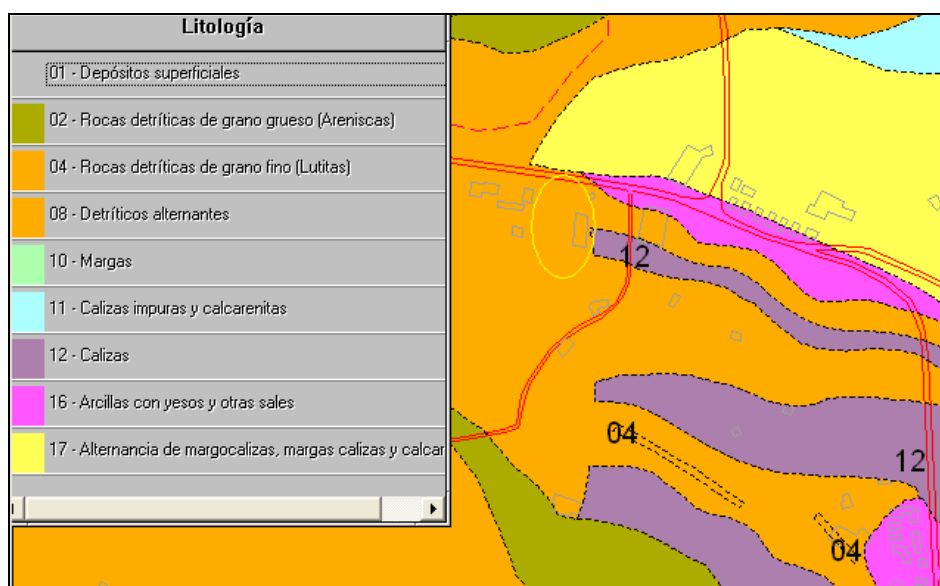 Litología
01 - Depósitos superficiales
02 - Rocas detríticas de grano grueso (Areniscas)
04 - Rocas detríticas de grano fino (Lutitas)
08 - Detríticos alternantes
10 - Margas
11 - Calizas impuras y calcarenitas
12 - Calizas
16 - Arcillas con yesos y otras sales
17 - Alternancia de margocalizas, margas calizas y calcar
12
04
12
04